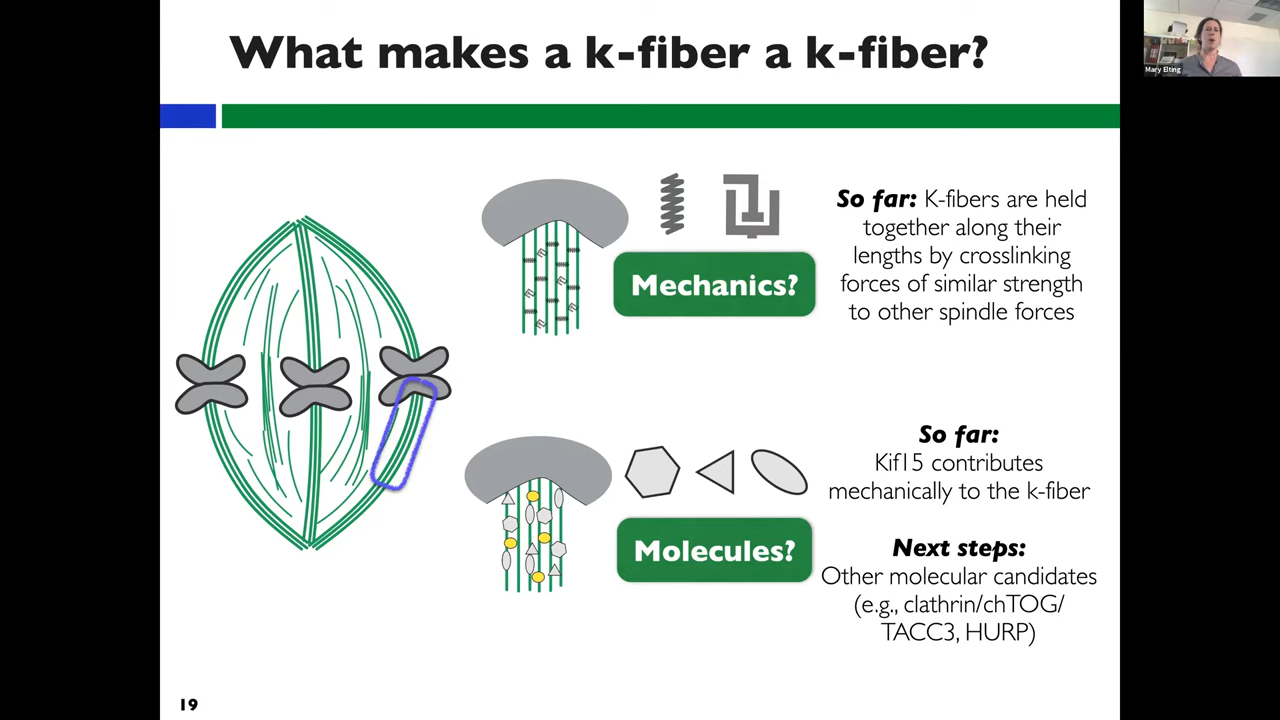 What makes a k-fiber a k-fiber?
Mary Elting
So far: K-fibers are held
together along their
lengths by crosslinking
forces of similar strength
to other spindle forces
Mechanics?
So far:
Kif15 contributes
mechanically to the k-fiber
Molecules?
Next steps:
Other molecular candidates
(e.g., clathrin/chTOG/
TACC3, HURP)
19